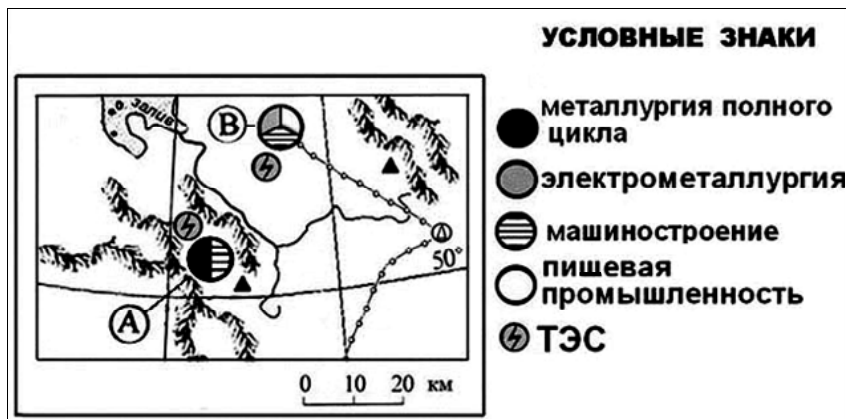 УСЛОВНЫЕ ЗНАКИ
металлургия полного
цикла
электрометаллургия
машиностроение
пищевая
промышленность
ТЭС
залив
В
50°
А
0 10 20 км